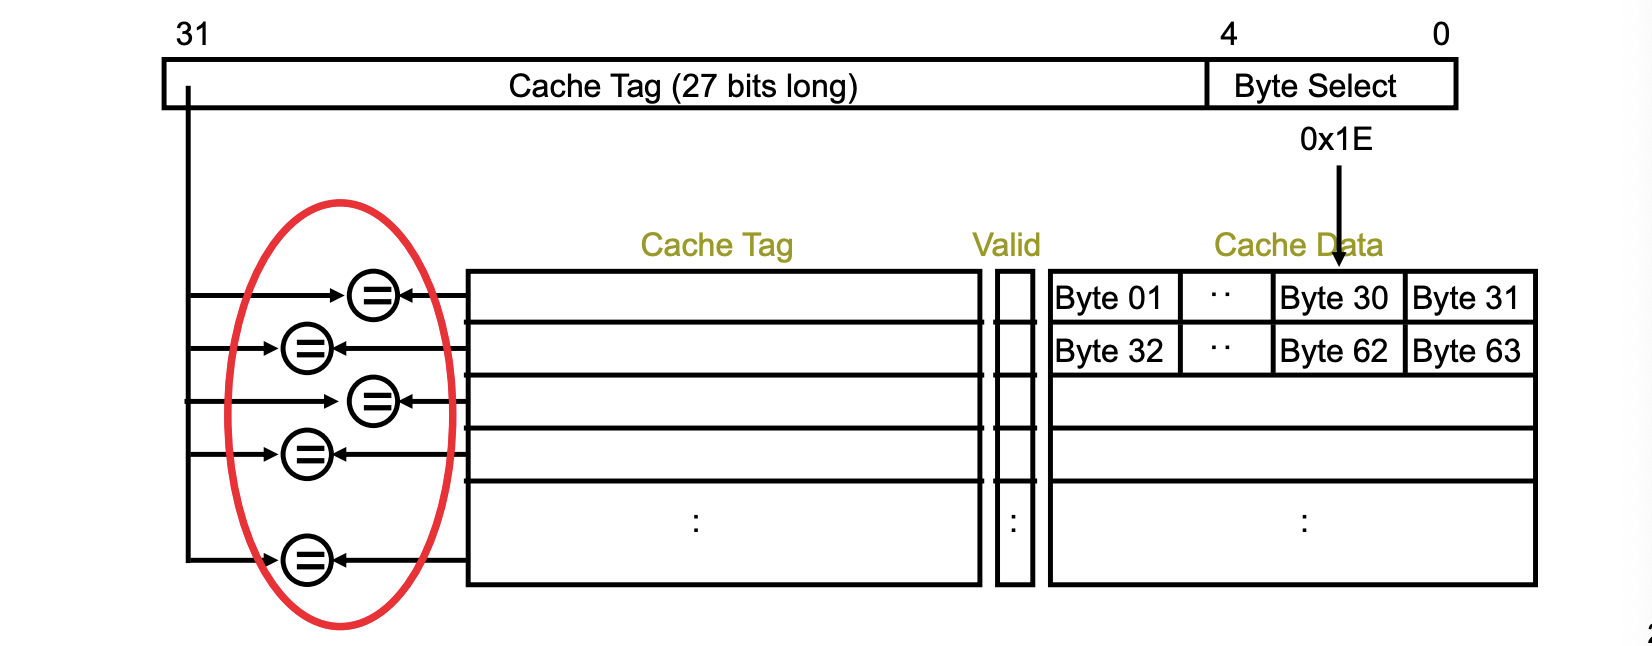 31 4 0
Cache Tag (27 bits long) Byte Select
0x1E
Cache Tag Valid Cache Data
= Byte 01 .. Byte 30 Byte 31
= Byte 32 .. Byte 62 Byte 63
=
=
: : :
=